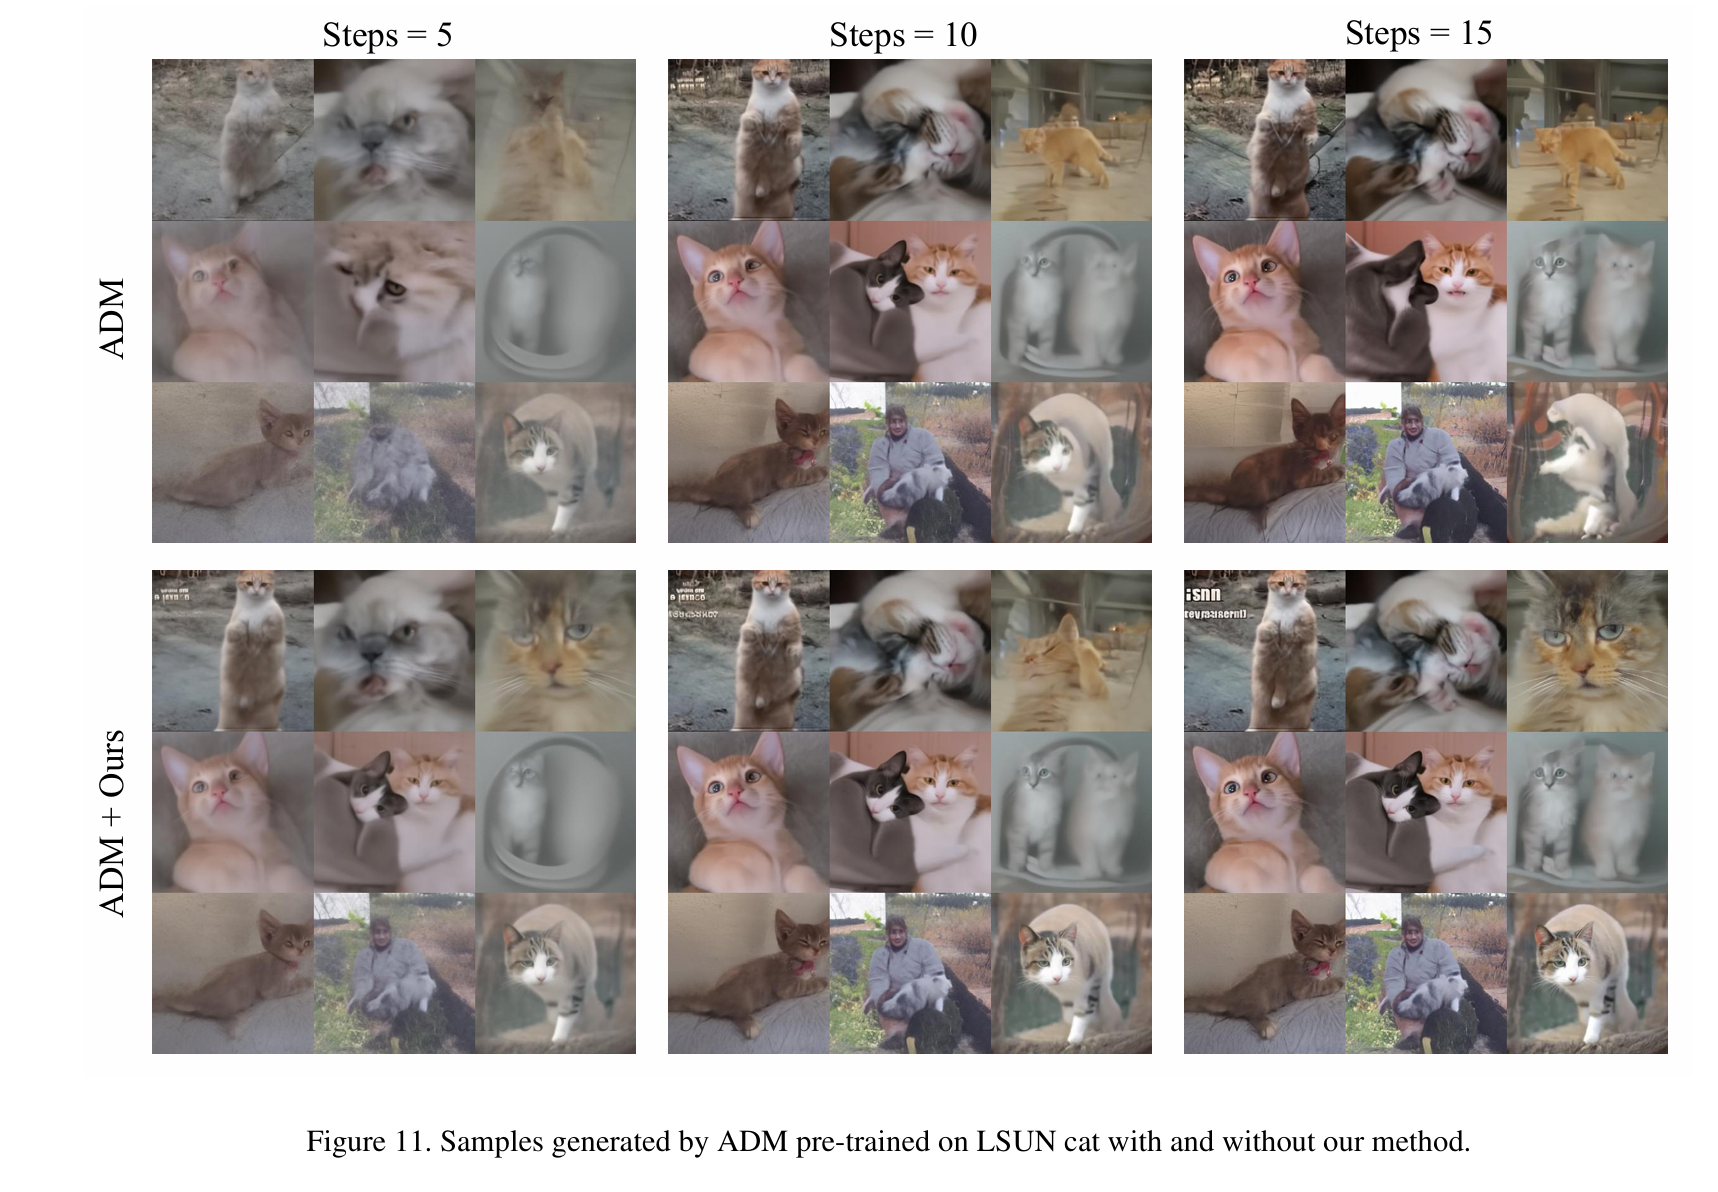 Steps = 5
Steps = 10
Steps = 15
ADM
ADM + Ours
isnn
Figure 11. Samples generated by ADM pre-trained on LSUN cat with and without our method.